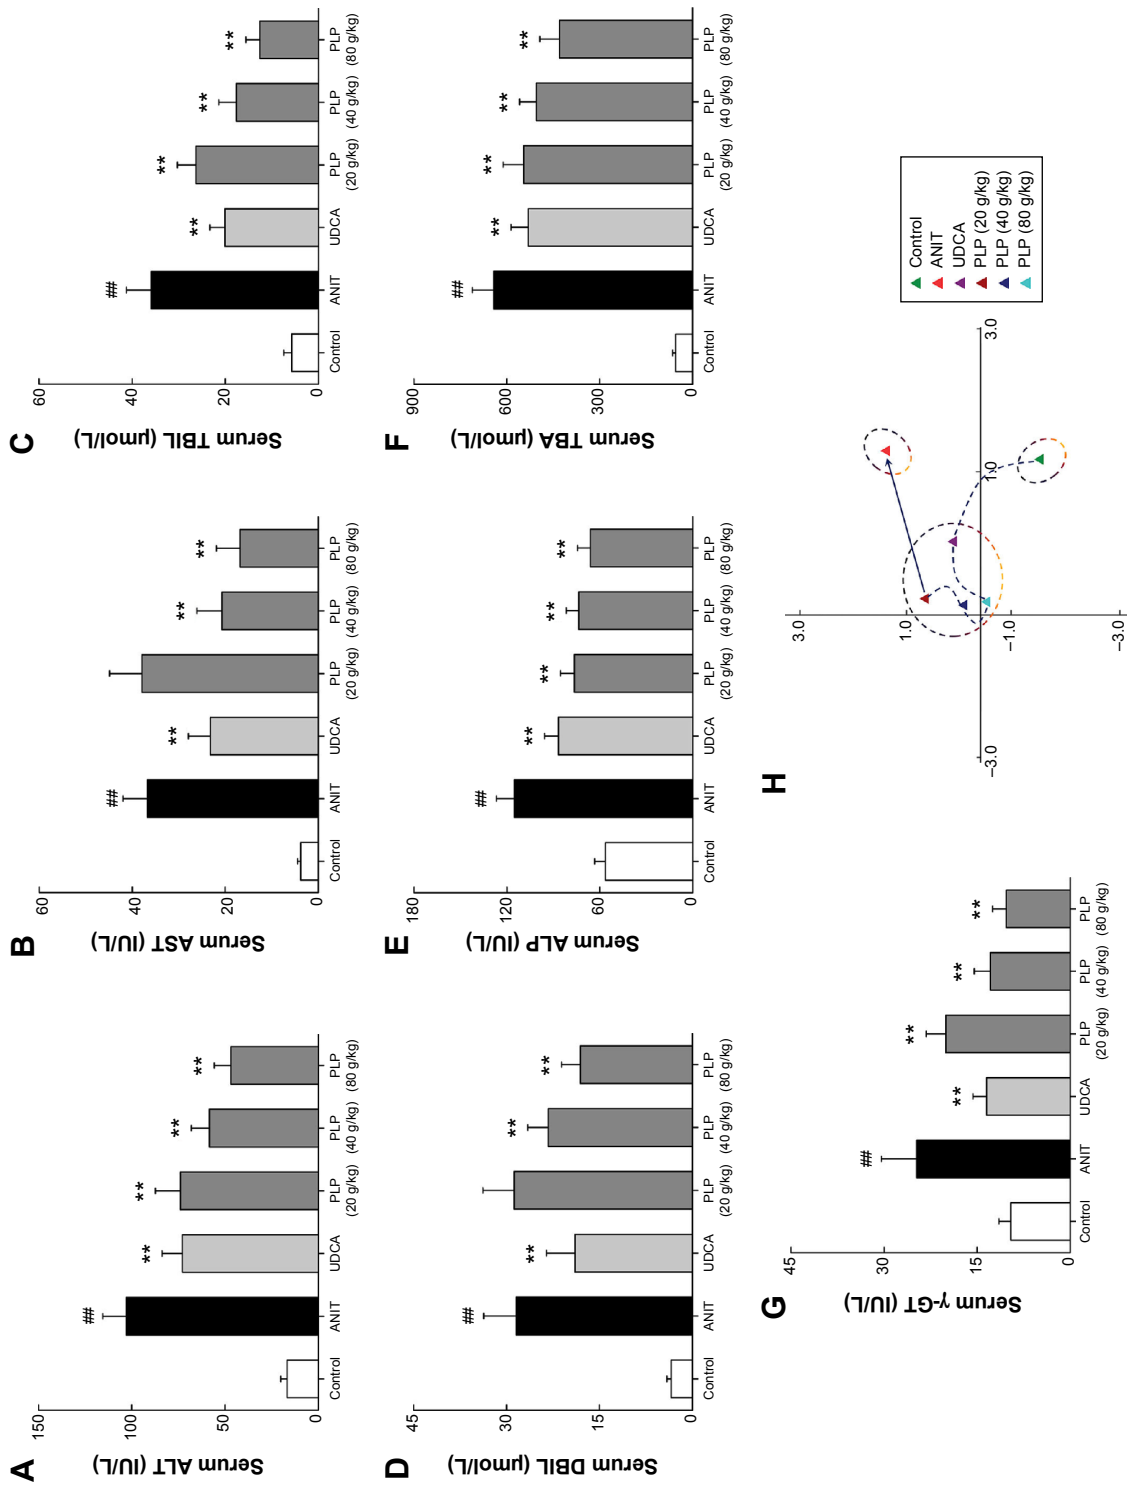 A
Serum ALT (IU/L)
150
100
50
0
Control
ANIT
UDCA
PLP
(20 g/kg)
PLP
(40 g/kg)
PLP
(80 g/kg)
##
**
**
**
**
B
Serum AST (IU/L)
60
40
20
0
Control
ANIT
UDCA
PLP
(20 g/kg)
PLP
(40 g/kg)
PLP
(80 g/kg)
##
**
**
**
C
Serum TBIL (µmol/L)
60
40
20
0
Control
ANIT
UDCA
PLP
(20 g/kg)
PLP
(40 g/kg)
PLP
(80 g/kg)
##
**
**
**
**
D
Serum DBIL (µmol/L)
45
30
15
0
Control
ANIT
UDCA
PLP
(20 g/kg)
PLP
(40 g/kg)
PLP
(80 g/kg)
##
**
**
**
E
Serum ALP (IU/L)
180
120
60
0
Control
ANIT
UDCA
PLP
(20 g/kg)
PLP
(40 g/kg)
PLP
(80 g/kg)
##
**
**
**
**
F
Serum TBA (µmol/L)
900
600
300
0
Control
ANIT
UDCA
PLP
(20 g/kg)
PLP
(40 g/kg)
PLP
(80 g/kg)
##
**
**
**
**
G
Serum γ-GT (IU/L)
45
30
15
0
Control
ANIT
UDCA
PLP
(20 g/kg)
PLP
(40 g/kg)
PLP
(80 g/kg)
##
**
**
**
**
H
3.0
1.0
–1.0
–3.0
–3.0
1.0
3.0
Control
ANIT
UDCA
PLP (20 g/kg)
PLP (40 g/kg)
PLP (80 g/kg)